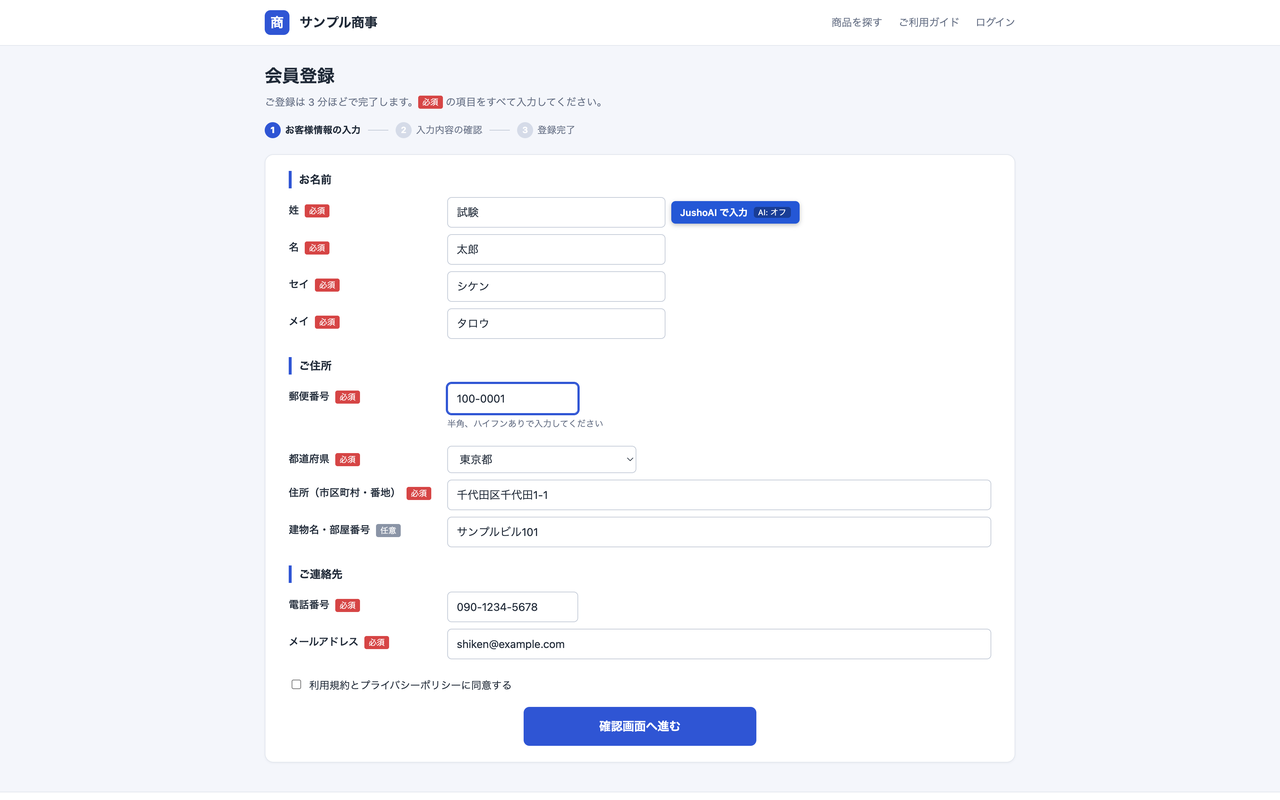 商 サンプル商事 商品を探す ご利用ガイド ログイン
会員登録
ご登録は 3 分ほどで完了します。 必須 の項目をすべて入力してください。
1 お客様情報の入力 2 入力内容の確認 3 登録完了
お名前
姓 必須 試験 JushoAI で入力 AI: オフ
名 必須 太郎
セイ 必須 シケン
メイ 必須 タロウ
ご住所
郵便番号 必須 100-0001
半角、ハイフンありで入力してください
都道府県 必須 東京都
住所（市区町村・番地） 必須 千代田区千代田1-1
建物名・部屋番号 任意 サンプルビル101
ご連絡先
電話番号 必須 090-1234-5678
メールアドレス 必須 shiken@example.com
利用規約とプライバシーポリシーに同意する
確認画面へ進む